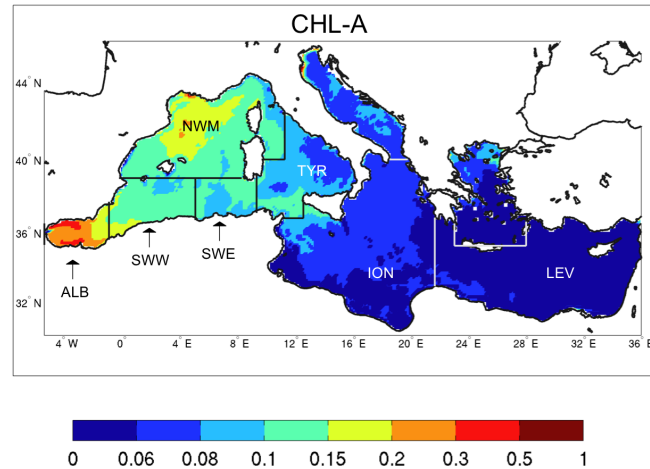 CHL-A
44° N
NWM
40° N
TYR
36° N
SWW
SWE
ION
LEV
ALB
32° N
4° W 0° 4° E 8° E 12° E 16° E 20° E 24° E 28° E 32° E 36° E
0 0.06 0.08 0.1 0.15 0.2 0.3 0.5 1